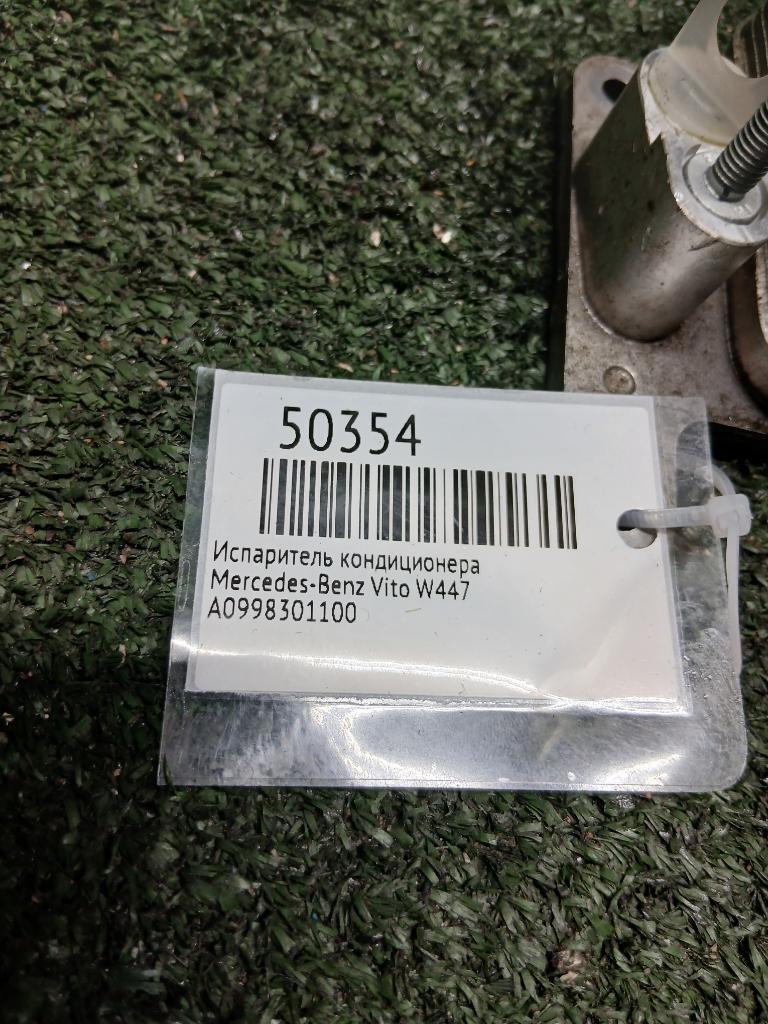 50354
Испаритель кондиционера
Mercedes-Benz Vito W447
A0998301100